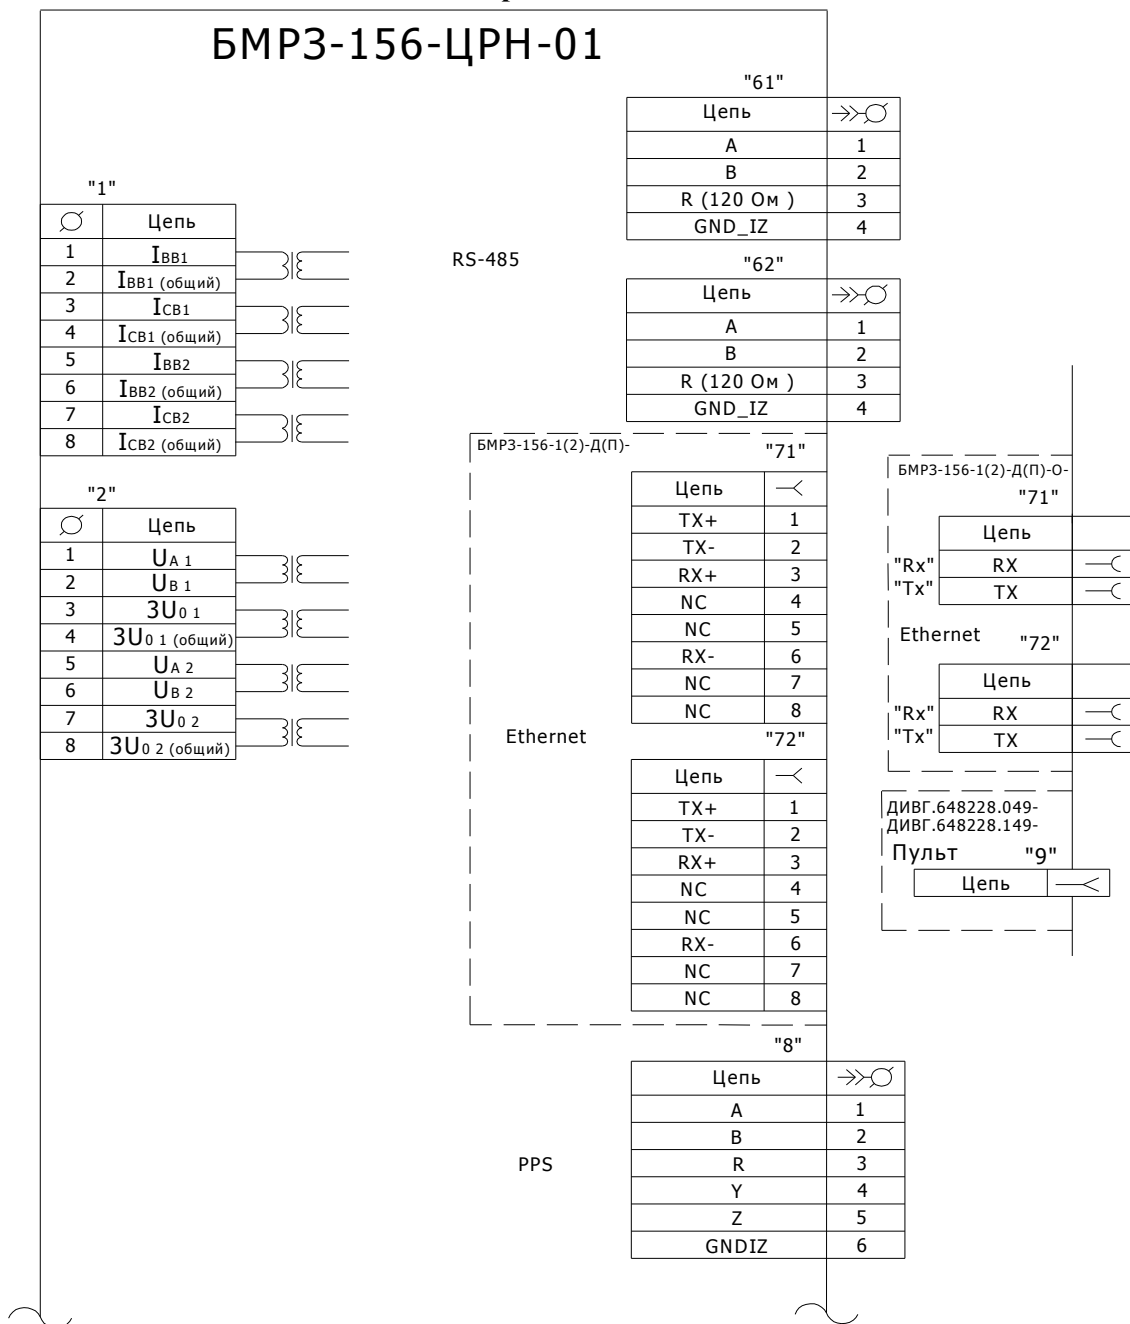 БМРЗ-156-ЦРН-01
"1"
Цепь
1 IВВ1
2 IВВ1 (общий)
3 IСВ1
4 IСВ1 (общий)
5 IВВ2
6 IВВ2 (общий)
7 IСВ2
8 IСВ2 (общий)
"2"
Цепь
1 UА 1
2 UВ 1
3 3U0 1
4 3U0 1 (общий)
5 UА 2
6 UВ 2
7 3U0 2
8 3U0 2 (общий)
RS-485
"61"
Цепь
A 1
B 2
R (120 Ом ) 3
GND_IZ 4
"62"
Цепь
A 1
B 2
R (120 Ом ) 3
GND_IZ 4
БМРЗ-156-1(2)-Д(П)-
Ethernet
"71"
Цепь
TX+ 1
TX- 2
RX+ 3
NC 4
NC 5
RX- 6
NC 7
NC 8
"72"
Цепь
TX+ 1
TX- 2
RX+ 3
NC 4
NC 5
RX- 6
NC 7
NC 8
PPS
"8"
Цепь
A 1
B 2
R 3
Y 4
Z 5
GNDIZ 6
БМРЗ-156-1(2)-Д(П)-О-
"71"
Цепь
"Rx" RX
"Tx" TX
Ethernet
"72"
Цепь
"Rx" RX
"Tx" TX
ДИВГ.648228.049-
ДИВГ.648228.149-
Пульт "9"
Цепь